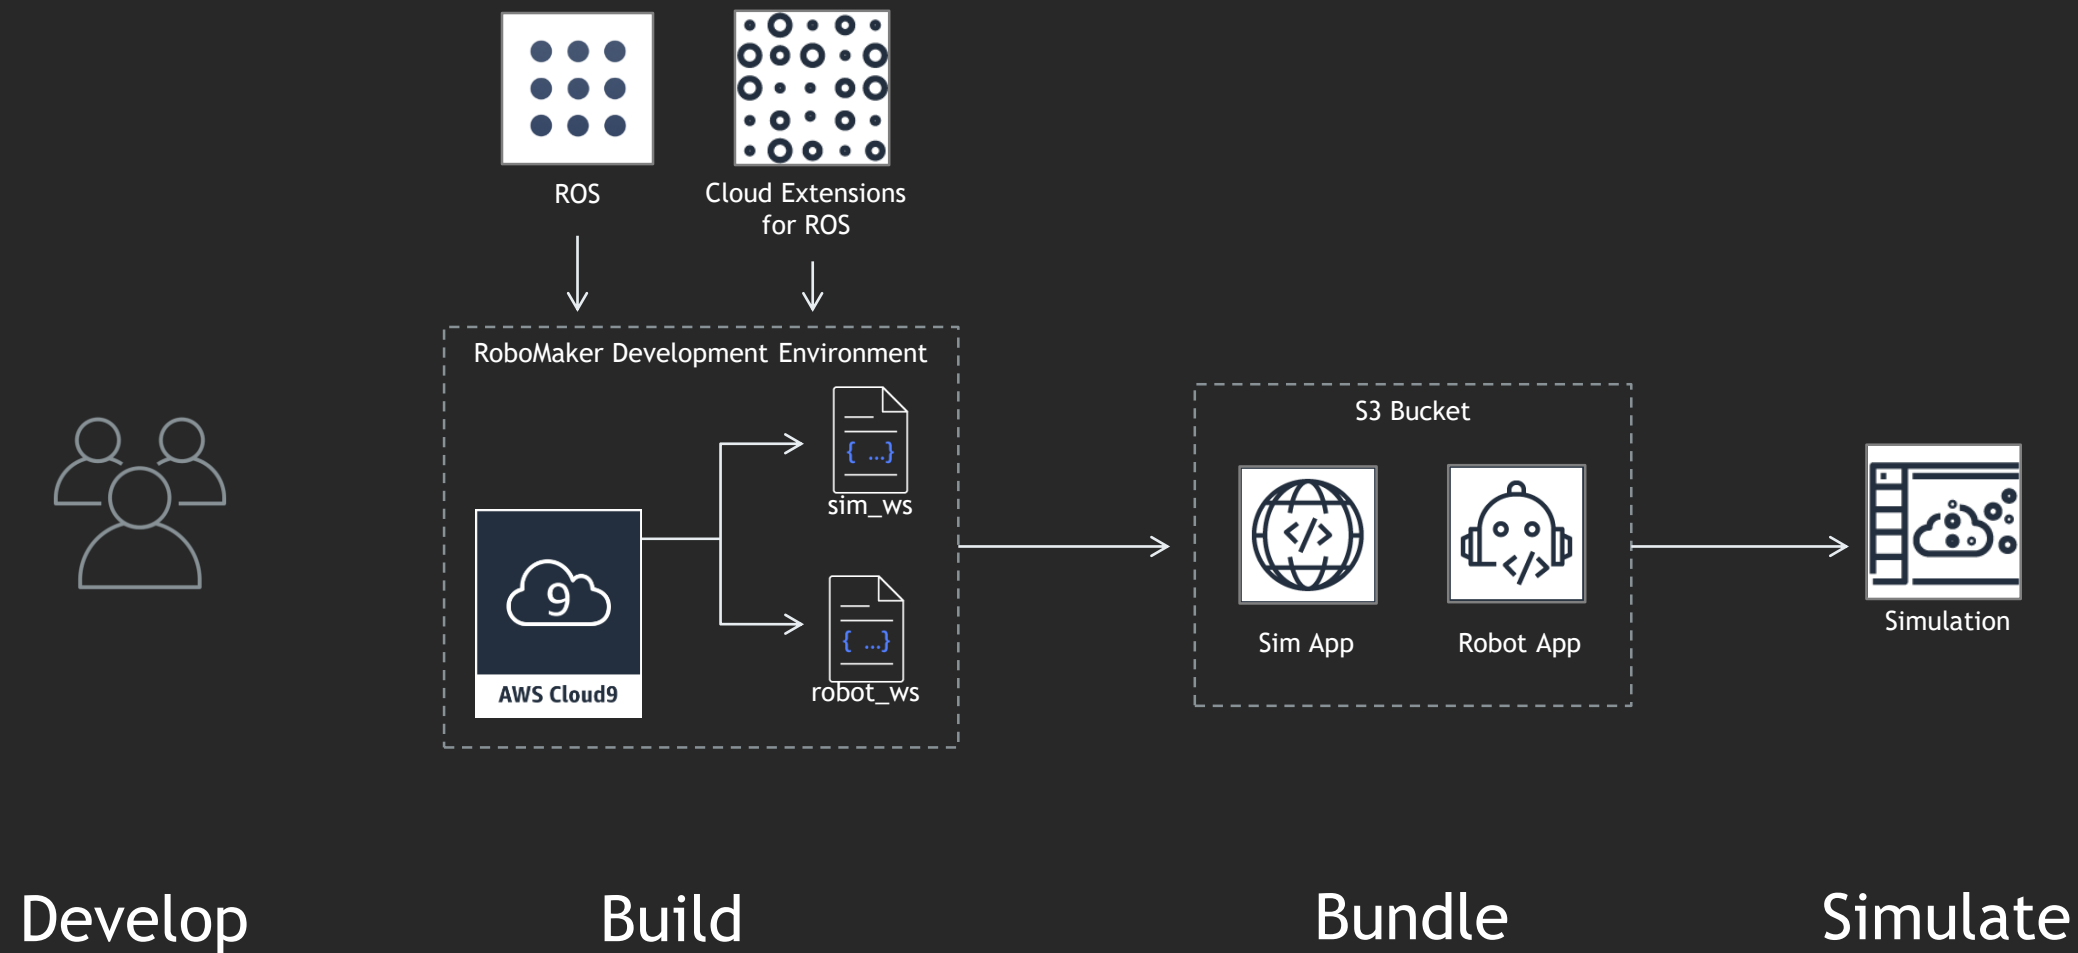 ROS
Cloud Extensions
for ROS
RoboMaker Development Environment
{ ...}
sim_ws
9
AWS Cloud9
{ ...}
robot_ws
S3 Bucket
</>
Sim App
</>
Robot App
Simulation
Develop
Build
Bundle
Simulate